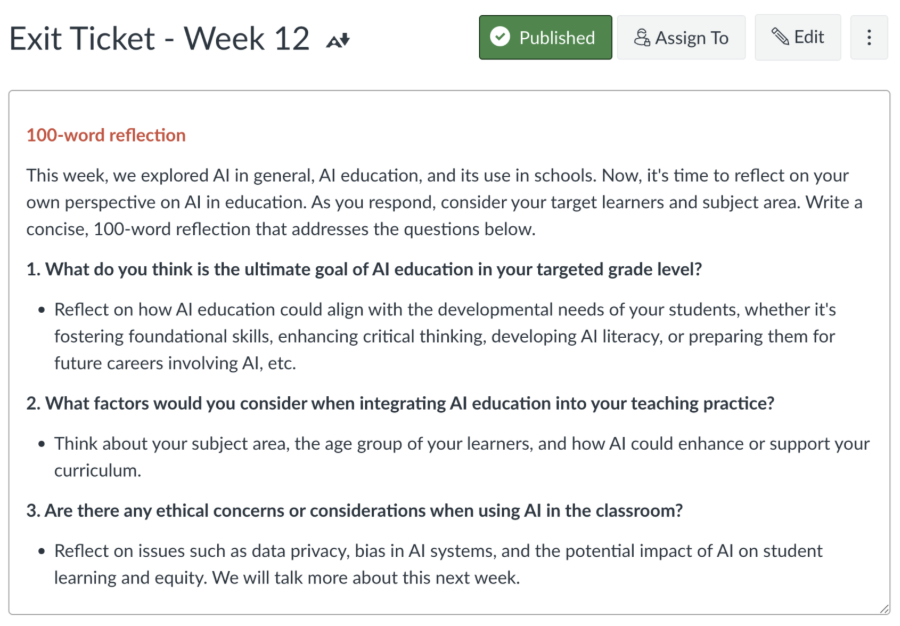 Exit Ticket - Week 12
Published
Assign To
Edit
100-word reflection
This week, we explored AI in general, AI education, and its use in schools. Now, it's time to reflect on your
own perspective on AI in education. As you respond, consider your target learners and subject area. Write a
concise, 100-word reflection that addresses the questions below.
1. What do you think is the ultimate goal of AI education in your targeted grade level?
• Reflect on how AI education could align with the developmental needs of your students, whether it's
fostering foundational skills, enhancing critical thinking, developing AI literacy, or preparing them for
future careers involving AI, etc.
2. What factors would you consider when integrating AI education into your teaching practice?
• Think about your subject area, the age group of your learners, and how AI could enhance or support your
curriculum.
3. Are there any ethical concerns or considerations when using AI in the classroom?
• Reflect on issues such as data privacy, bias in AI systems, and the potential impact of AI on student
learning and equity. We will talk more about this next week.